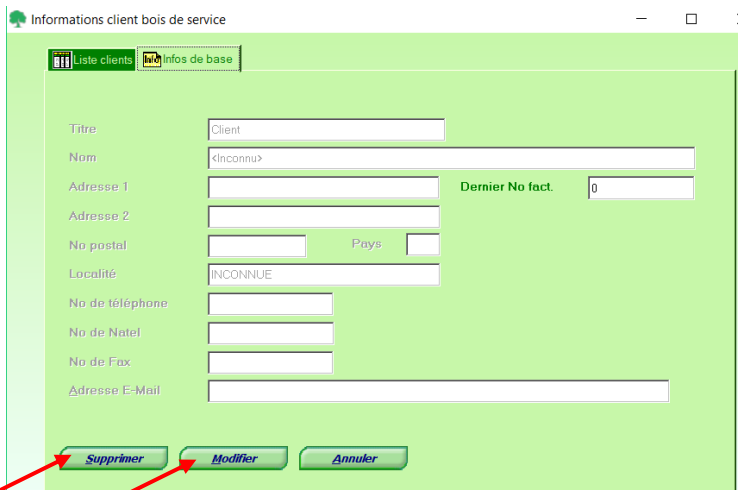 Informations client bois de service
Liste clients Info Infos de base
Titre Client
Nom <Inconnu>
Adresse 1 Dernier No fact. 0
Adresse 2
No postal Pays
Localité INCONNUE
No de téléphone
No de Natel
No de Fax
Adresse E-Mail
Supprimer Modifier Annuler